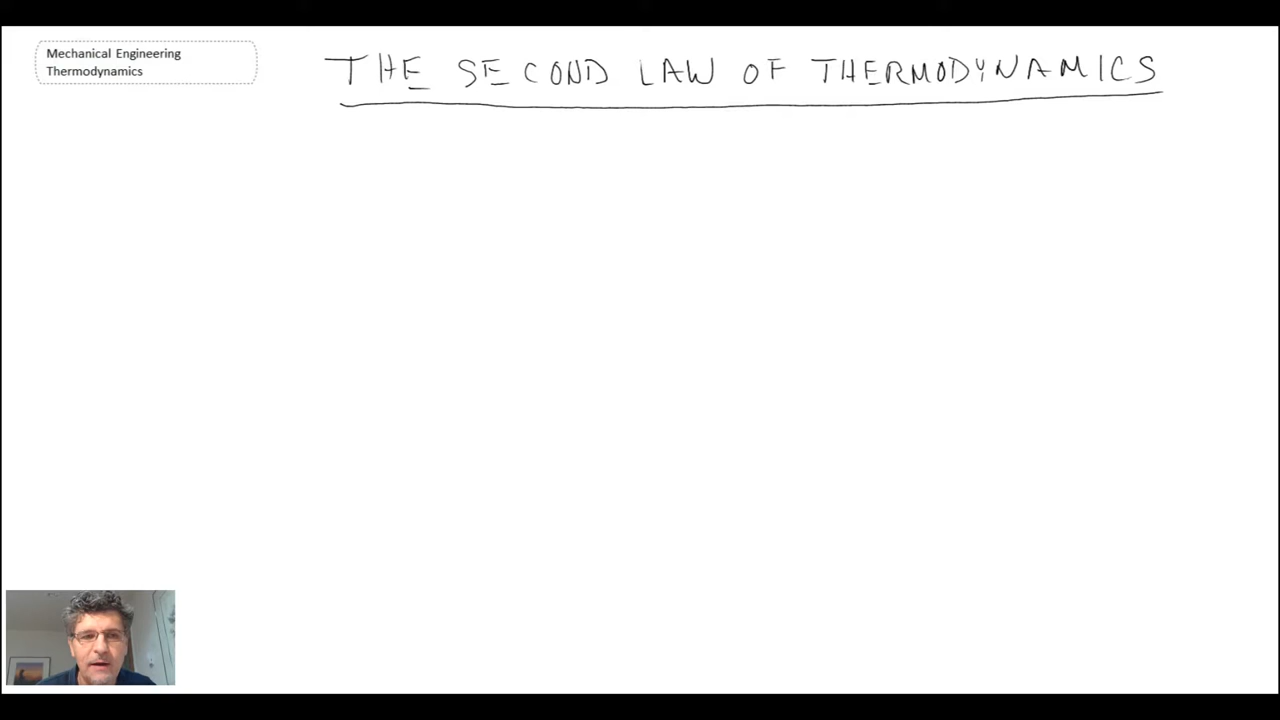 Mechanical Engineering
Thermodynamics
THE SECOND LAW OF THERMODYNAMICS